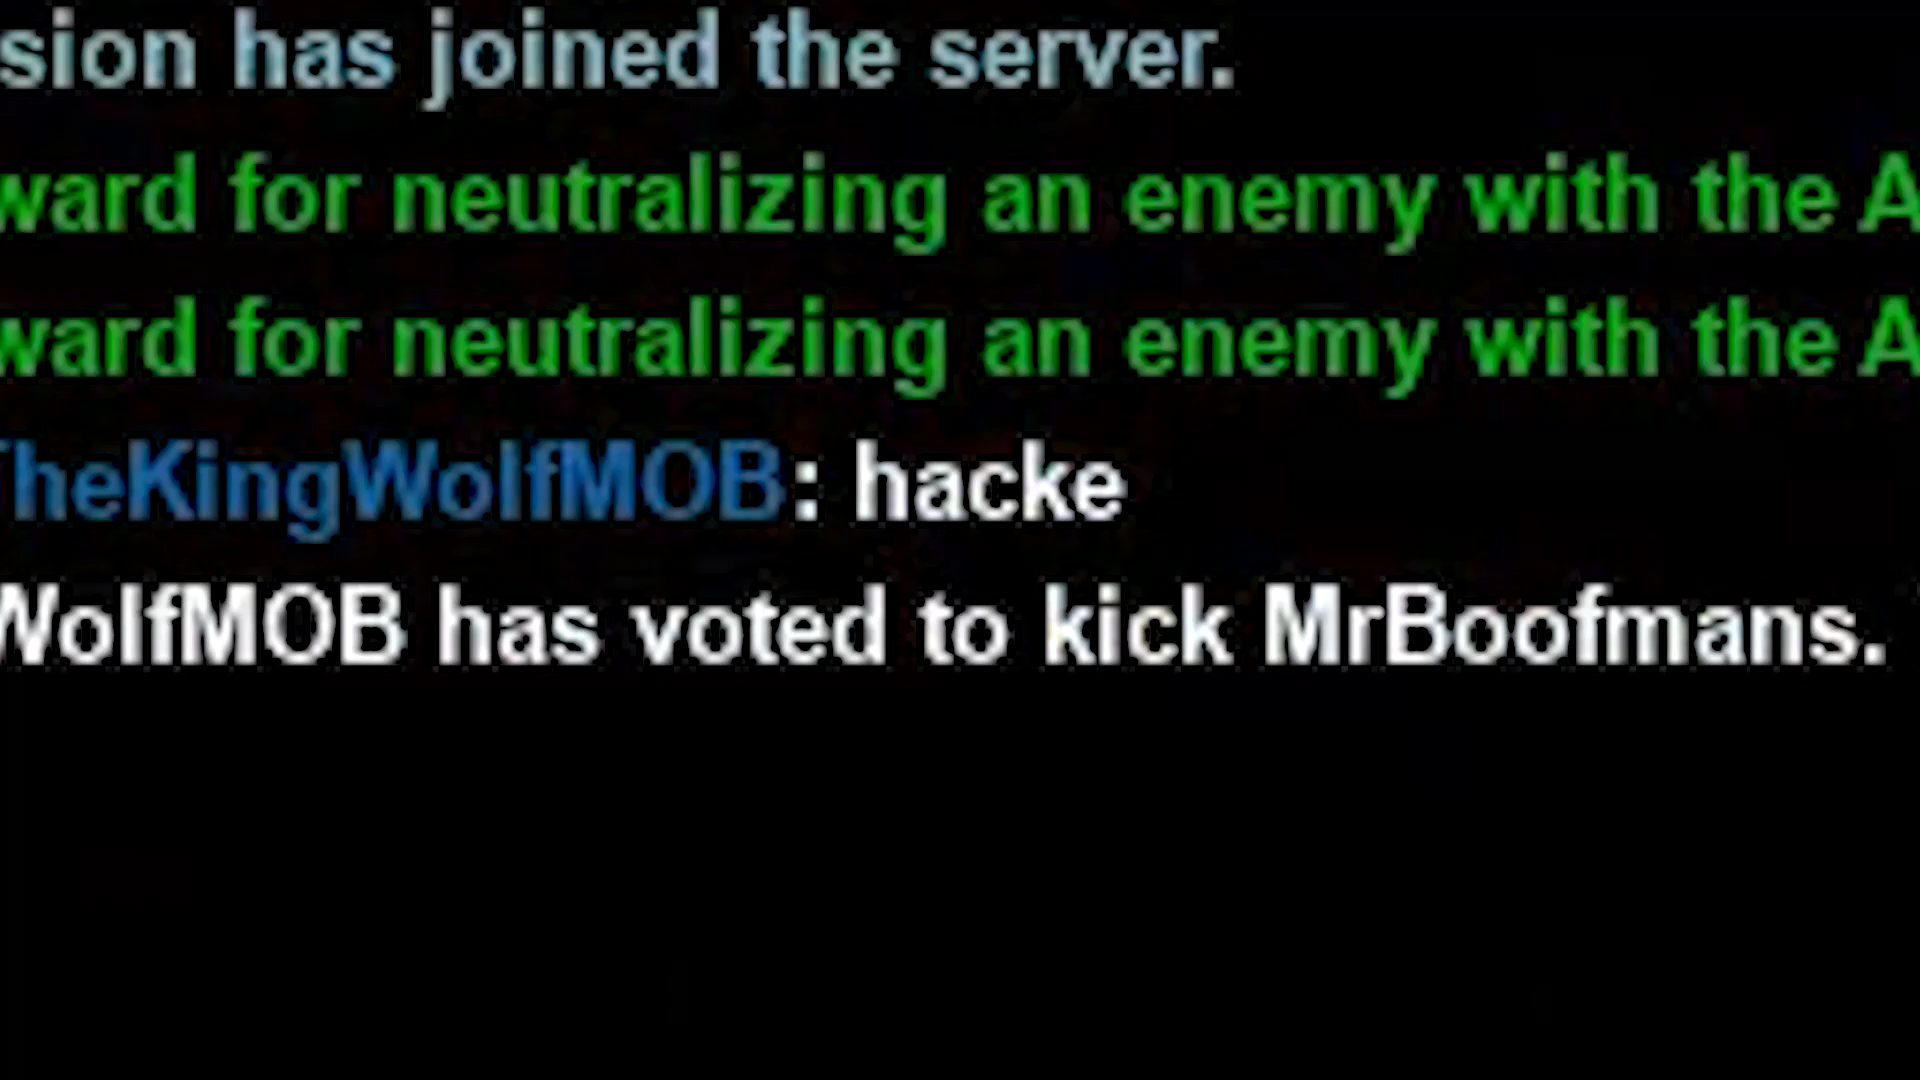 sion has joined the server.
ward for neutralizing an enemy with the A
ward for neutralizing an enemy with the A
TheKingWolfMOB: hacke
WolfMOB has voted to kick MrBoofmans.